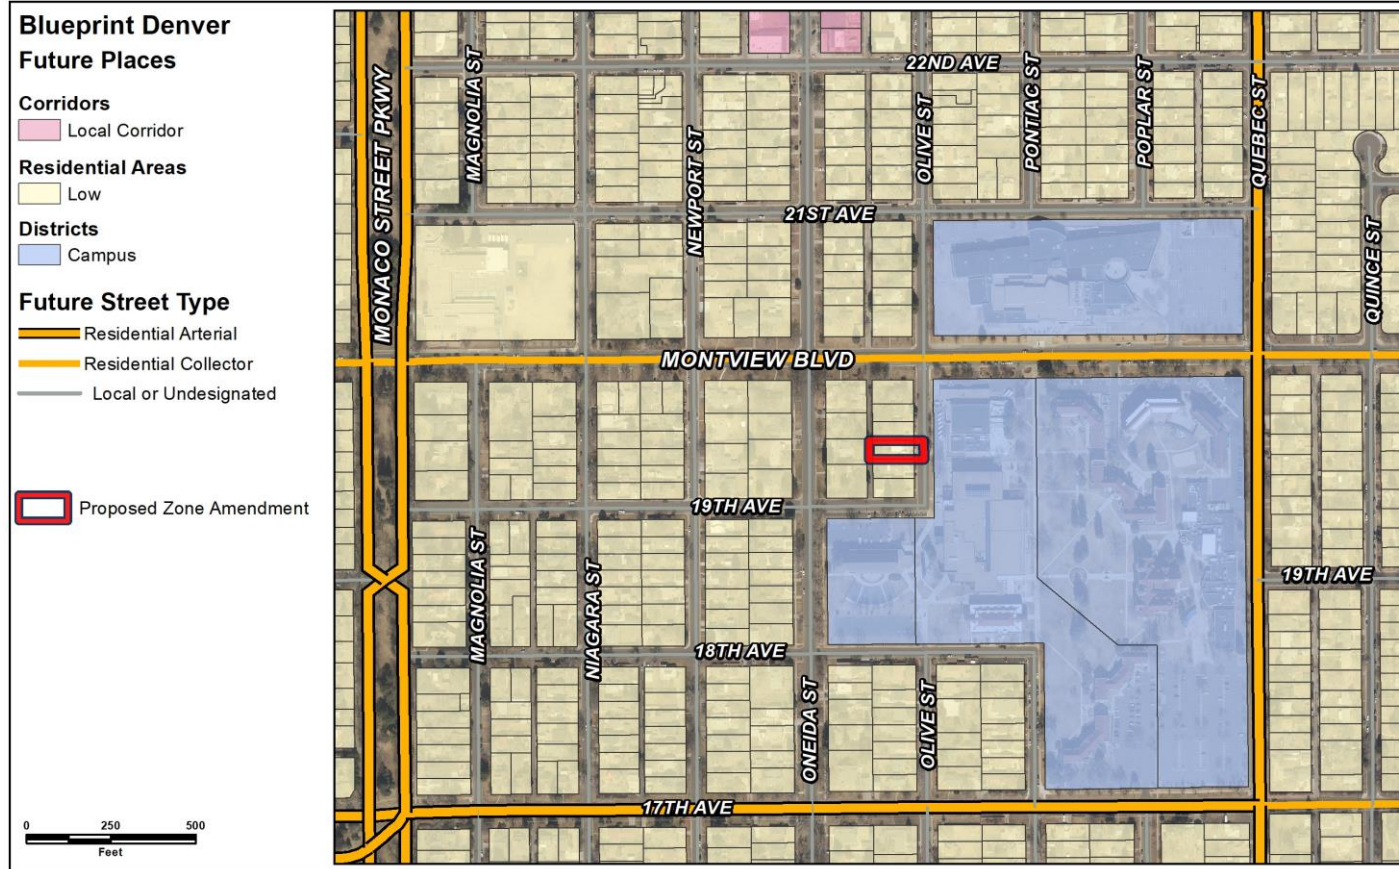 Blueprint Denver
Future Places
Corridors
Local Corridor
Residential Areas
Low
Districts
Campus
Future Street Type
Residential Arterial
Residential Collector
Local or Undesignated
Proposed Zone Amendment
0 250 500
Feet
22ND AVE
MONACO STREET PKWY
MAGNOLIA ST
NEWPORT ST
OLIVE ST
PONTIAC ST
POPLAR ST
QUEBEC ST
QUINCE ST
21ST AVE
MONTVIEW BLVD
19TH AVE
19TH AVE
MAGNOLIA ST
NIAGARA ST
18TH AVE
ONEIDA ST
OLIVE ST
17TH AVE